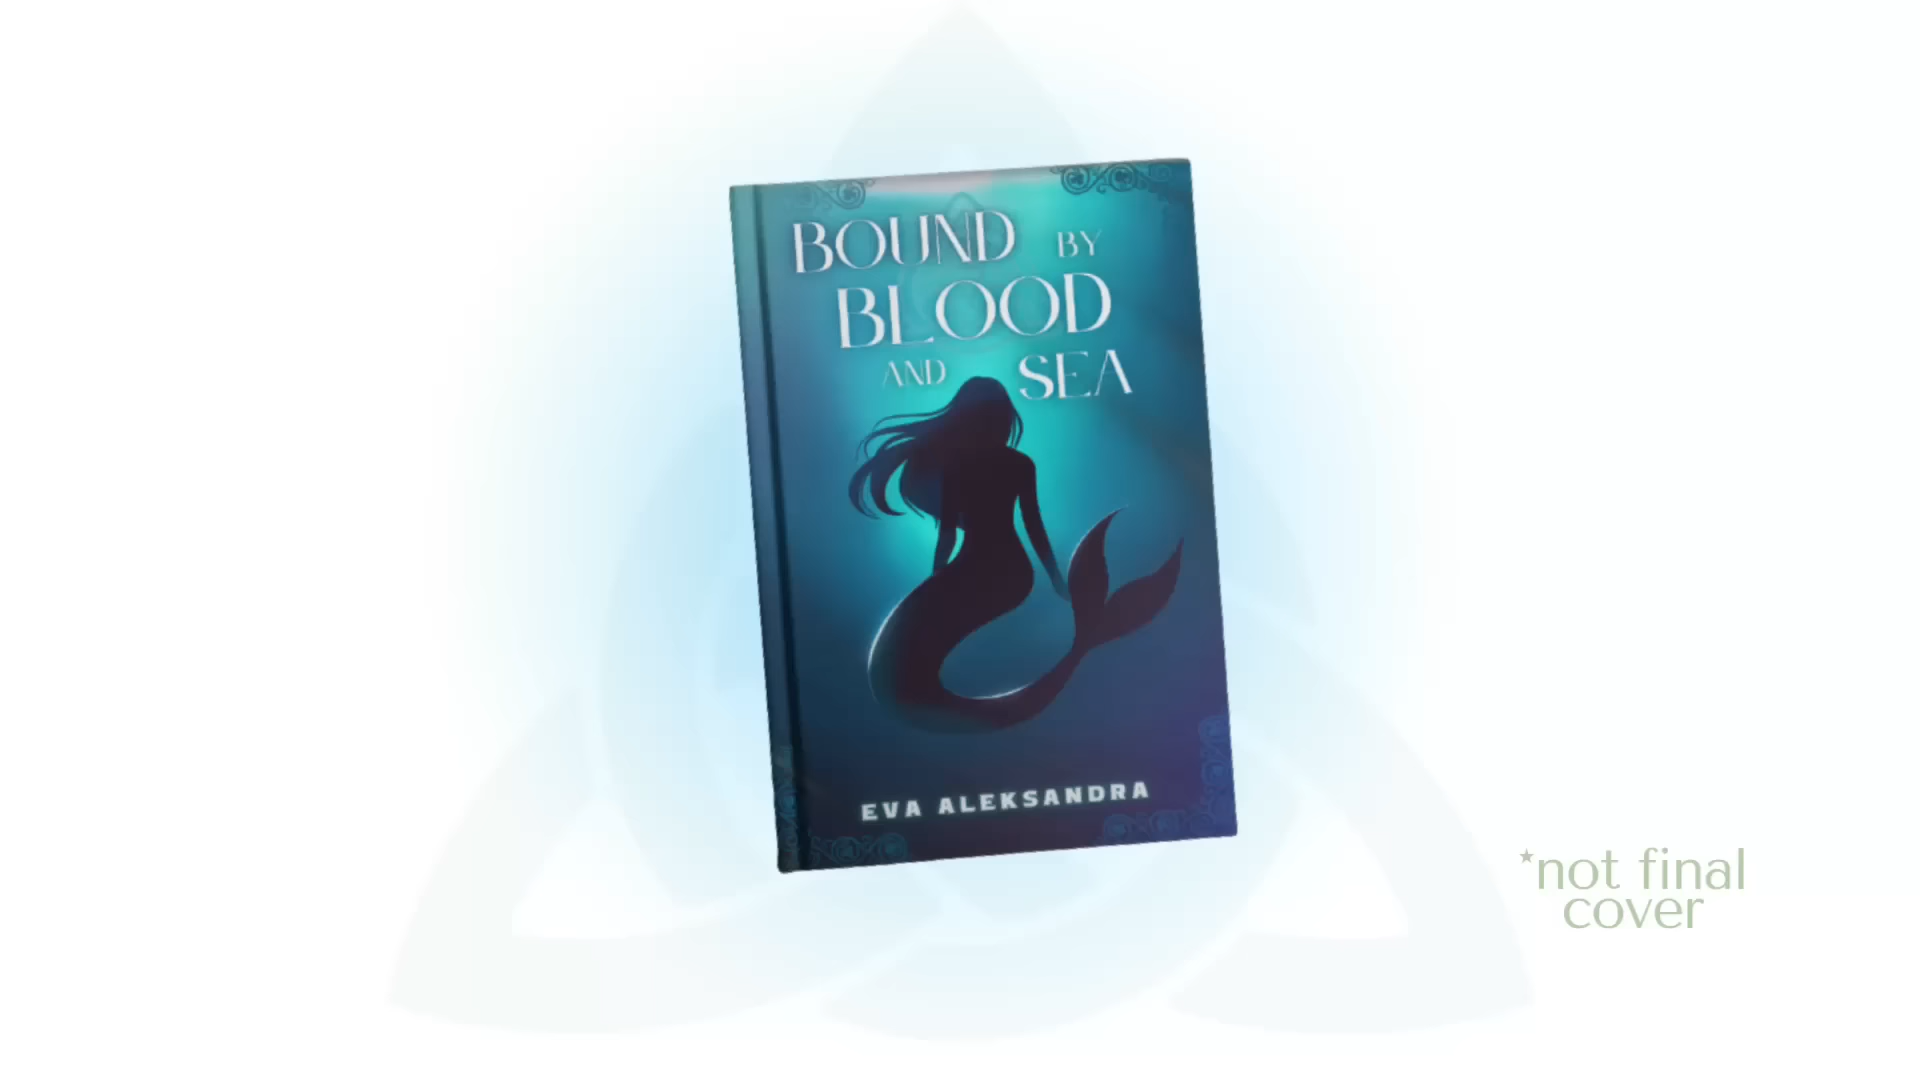 BOUND BY
BLOOD
AND SEA
EVA ALEKSANDRA
*not final
cover